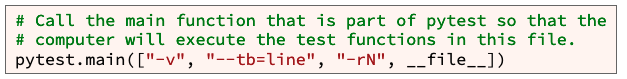 # Call the main function that is part of pytest so that the
# computer will execute the test functions in this file.
pytest.main(["-v", "--tb=line", "-rN", __file__])